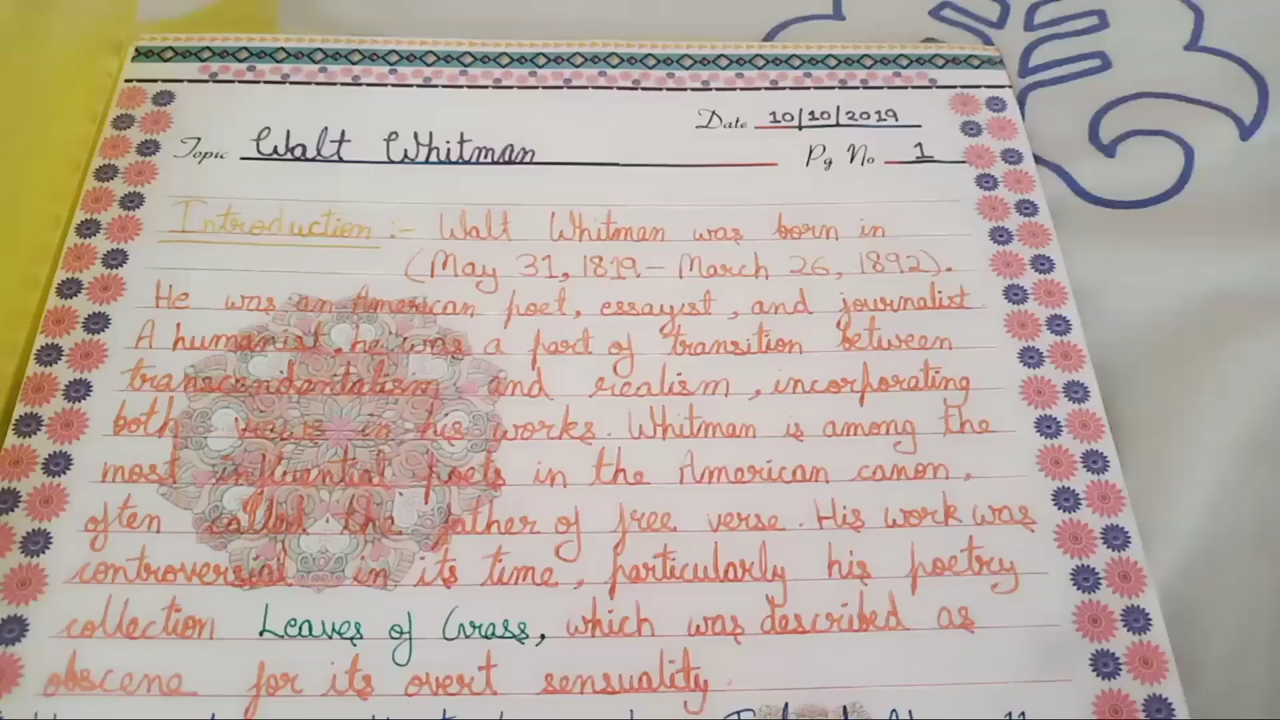 Date 10/10/2019
Topic Walt Whitman
Pg No 1
Introduction :- Walt Whitman was born in
(May 31, 1819 - March 26, 1892).
He was an American poet, essayist, and journalist
A humanist, he was a part of transition between
transcendentalism and realism, incorporating
both views in his works. Whitman is among the
most influential poets in the American canon,
often called the father of free verse. His work was
controversial in its time, particularly his poetry
collection Leaves of Grass, which was described as
obscene for its overt sensuality.